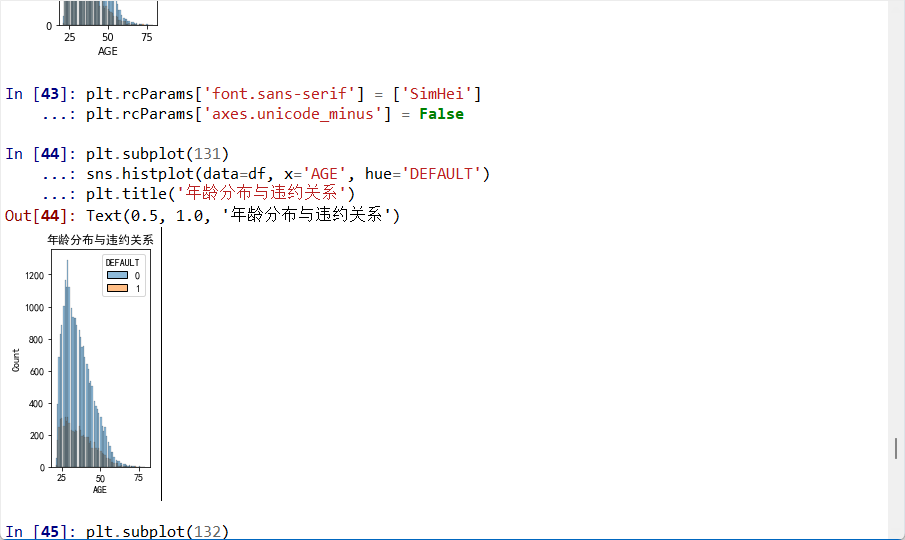 0
25 50 75
AGE
In [43]: plt.rcParams['font.sans-serif'] = ['SimHei']
...: plt.rcParams['axes.unicode_minus'] = False
In [44]: plt.subplot(131)
...: sns.histplot(data=df, x='AGE', hue='DEFAULT')
...: plt.title('年龄分布与违约关系')
Out[44]: Text(0.5, 1.0, '年龄分布与违约关系')
年龄分布与违约关系
DEFAULT
0
1
1200
1000
800
600
400
200
0
Count
25 50 75
AGE
In [45]: plt.subplot(132)